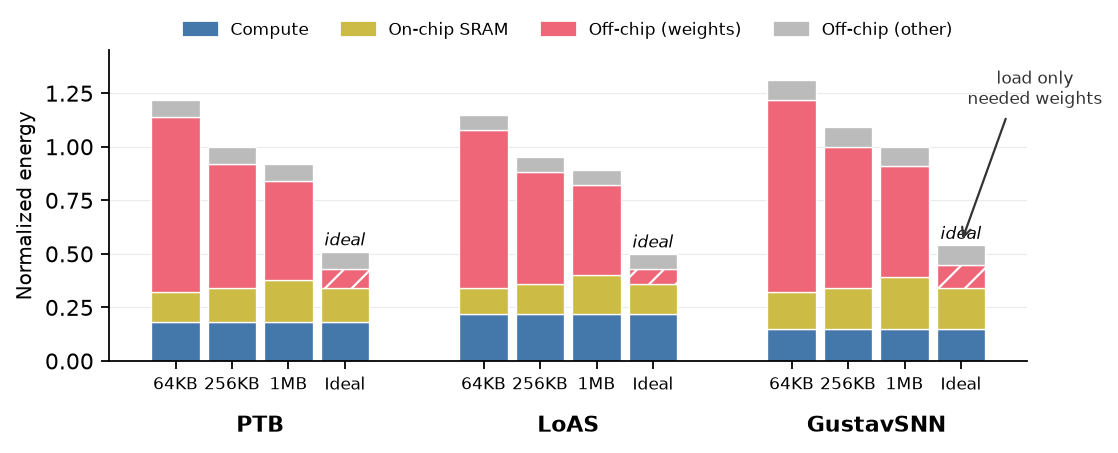 Compute On-chip SRAM Off-chip (weights) Off-chip (other)
load only
needed weights
Normalized energy
1.25
1.00
0.75
0.50
0.25
0.00
ideal ideal ideal
64KB 256KB 1MB Ideal 64KB 256KB 1MB Ideal 64KB 256KB 1MB Ideal
PTB LoAS GustavSNN